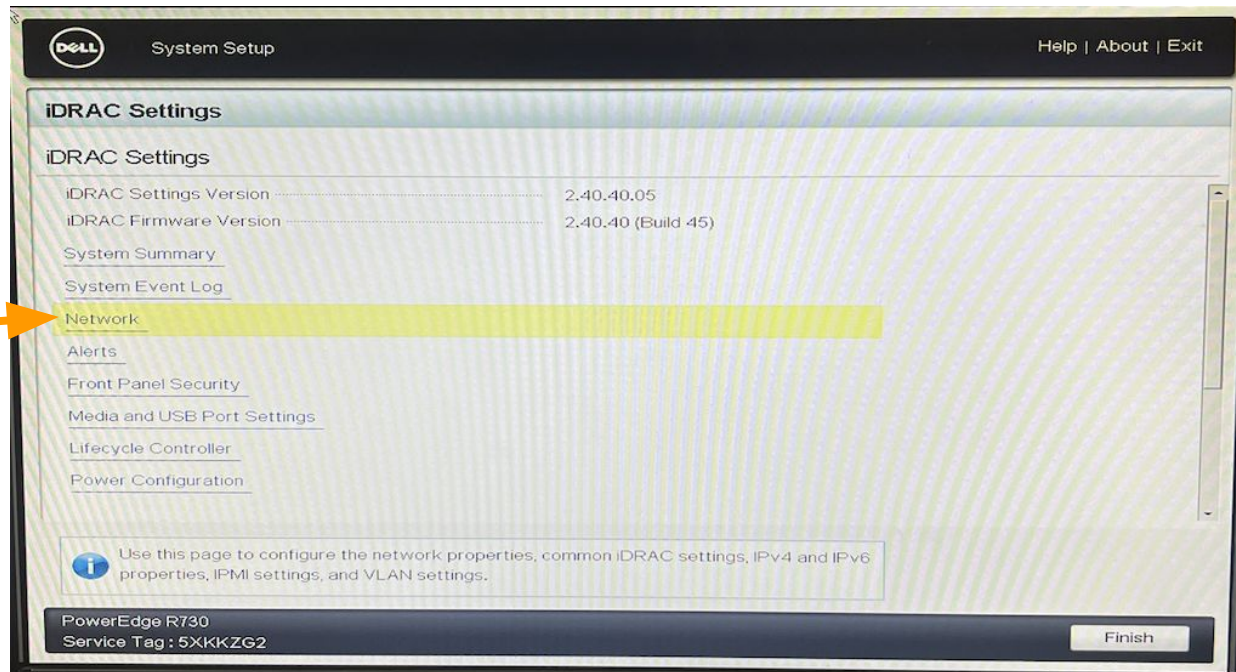 DELL
System Setup
Help | About | Exit
iDRAC Settings
iDRAC Settings
iDRAC Settings Version 2.40.40.05
iDRAC Firmware Version 2.40.40 (Build 45)
System Summary
System Event Log
Network
Alerts
Front Panel Security
Media and USB Port Settings
Lifecycle Controller
Power Configuration
Use this page to configure the network properties, common iDRAC settings, IPv4 and IPv6
properties, IPMI settings, and VLAN settings.
PowerEdge R730
Service Tag : 5XKKZG2
Finish